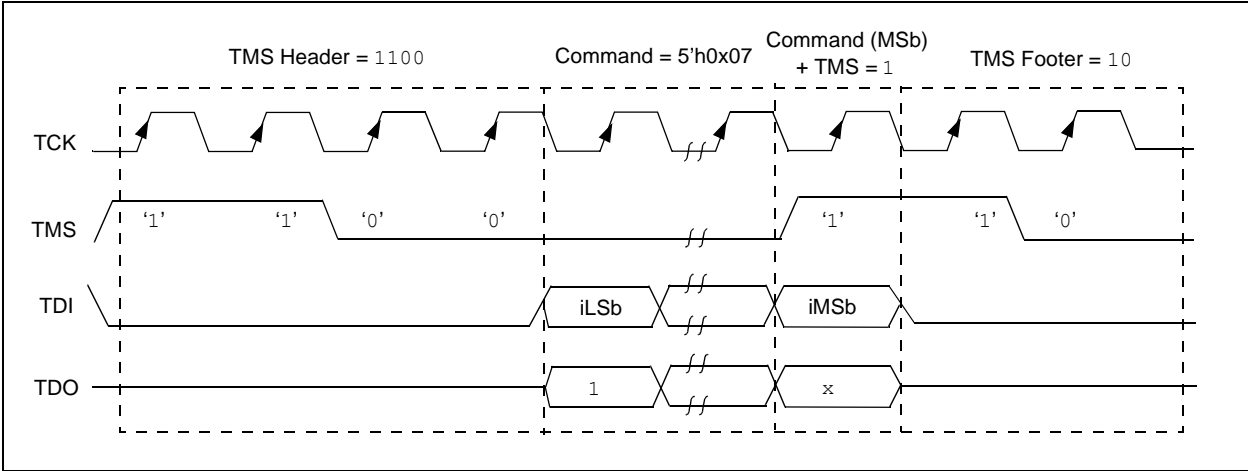 TMS Header = 1100
Command = 5'h0x07
Command (MSb)
+ TMS = 1
TMS Footer = 10
TCK
TMS
‘1’ ‘1’ ‘0’ ‘0’ ‘1’ ‘1’ ‘0’
TDI
iLSb iMSb
TDO
1 x